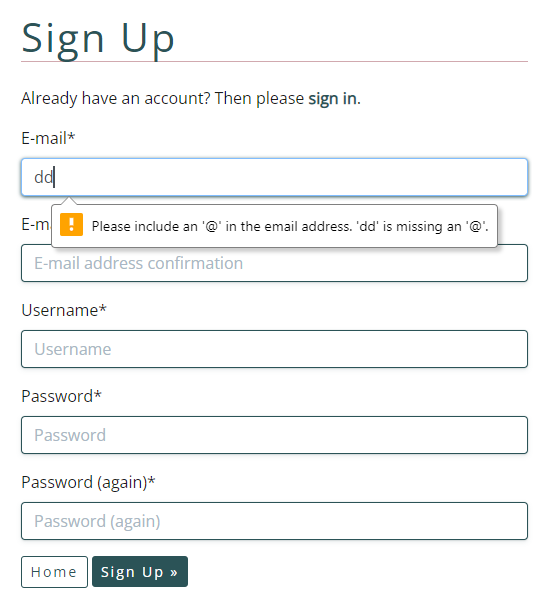 Sign Up
Already have an account? Then please sign in.
E-mail*
dd
Please include an '@' in the email address. 'dd' is missing an '@'.
E-mail address confirmation
Username*
Username
Password*
Password
Password (again)*
Password (again)
Home
Sign Up »